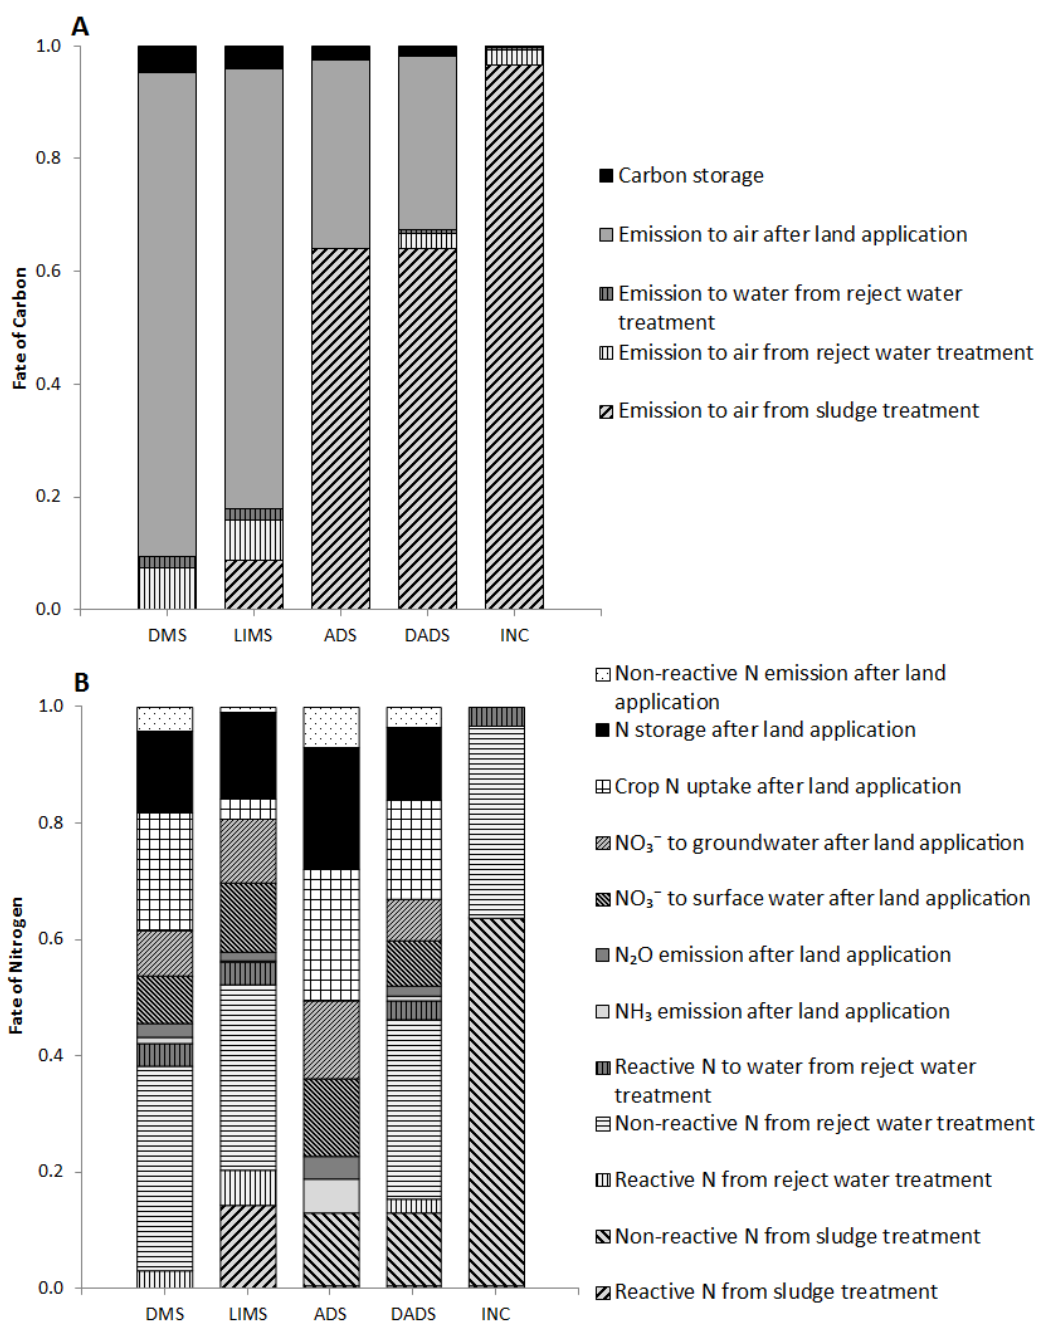 A
1.0
0.8
0.6
0.4
0.2
0.0
Fate of Carbon
DMS LIMS ADS DADS INC
Carbon storage
Emission to air after land application
Emission to water from reject water
treatment
Emission to air from reject water treatment
Emission to air from sludge treatment
B
1.0
0.8
0.6
0.4
0.2
0.0
Fate of Nitrogen
DMS LIMS ADS DADS INC
Non-reactive N emission after land
application
N storage after land application
Crop N uptake after land application
NO₃⁻ to groundwater after land application
NO₃⁻ to surface water after land application
N₂O emission after land application
NH₃ emission after land application
Reactive N to water from reject water
treatment
Non-reactive N from reject water treatment
Reactive N from reject water treatment
Non-reactive N from sludge treatment
Reactive N from sludge treatment